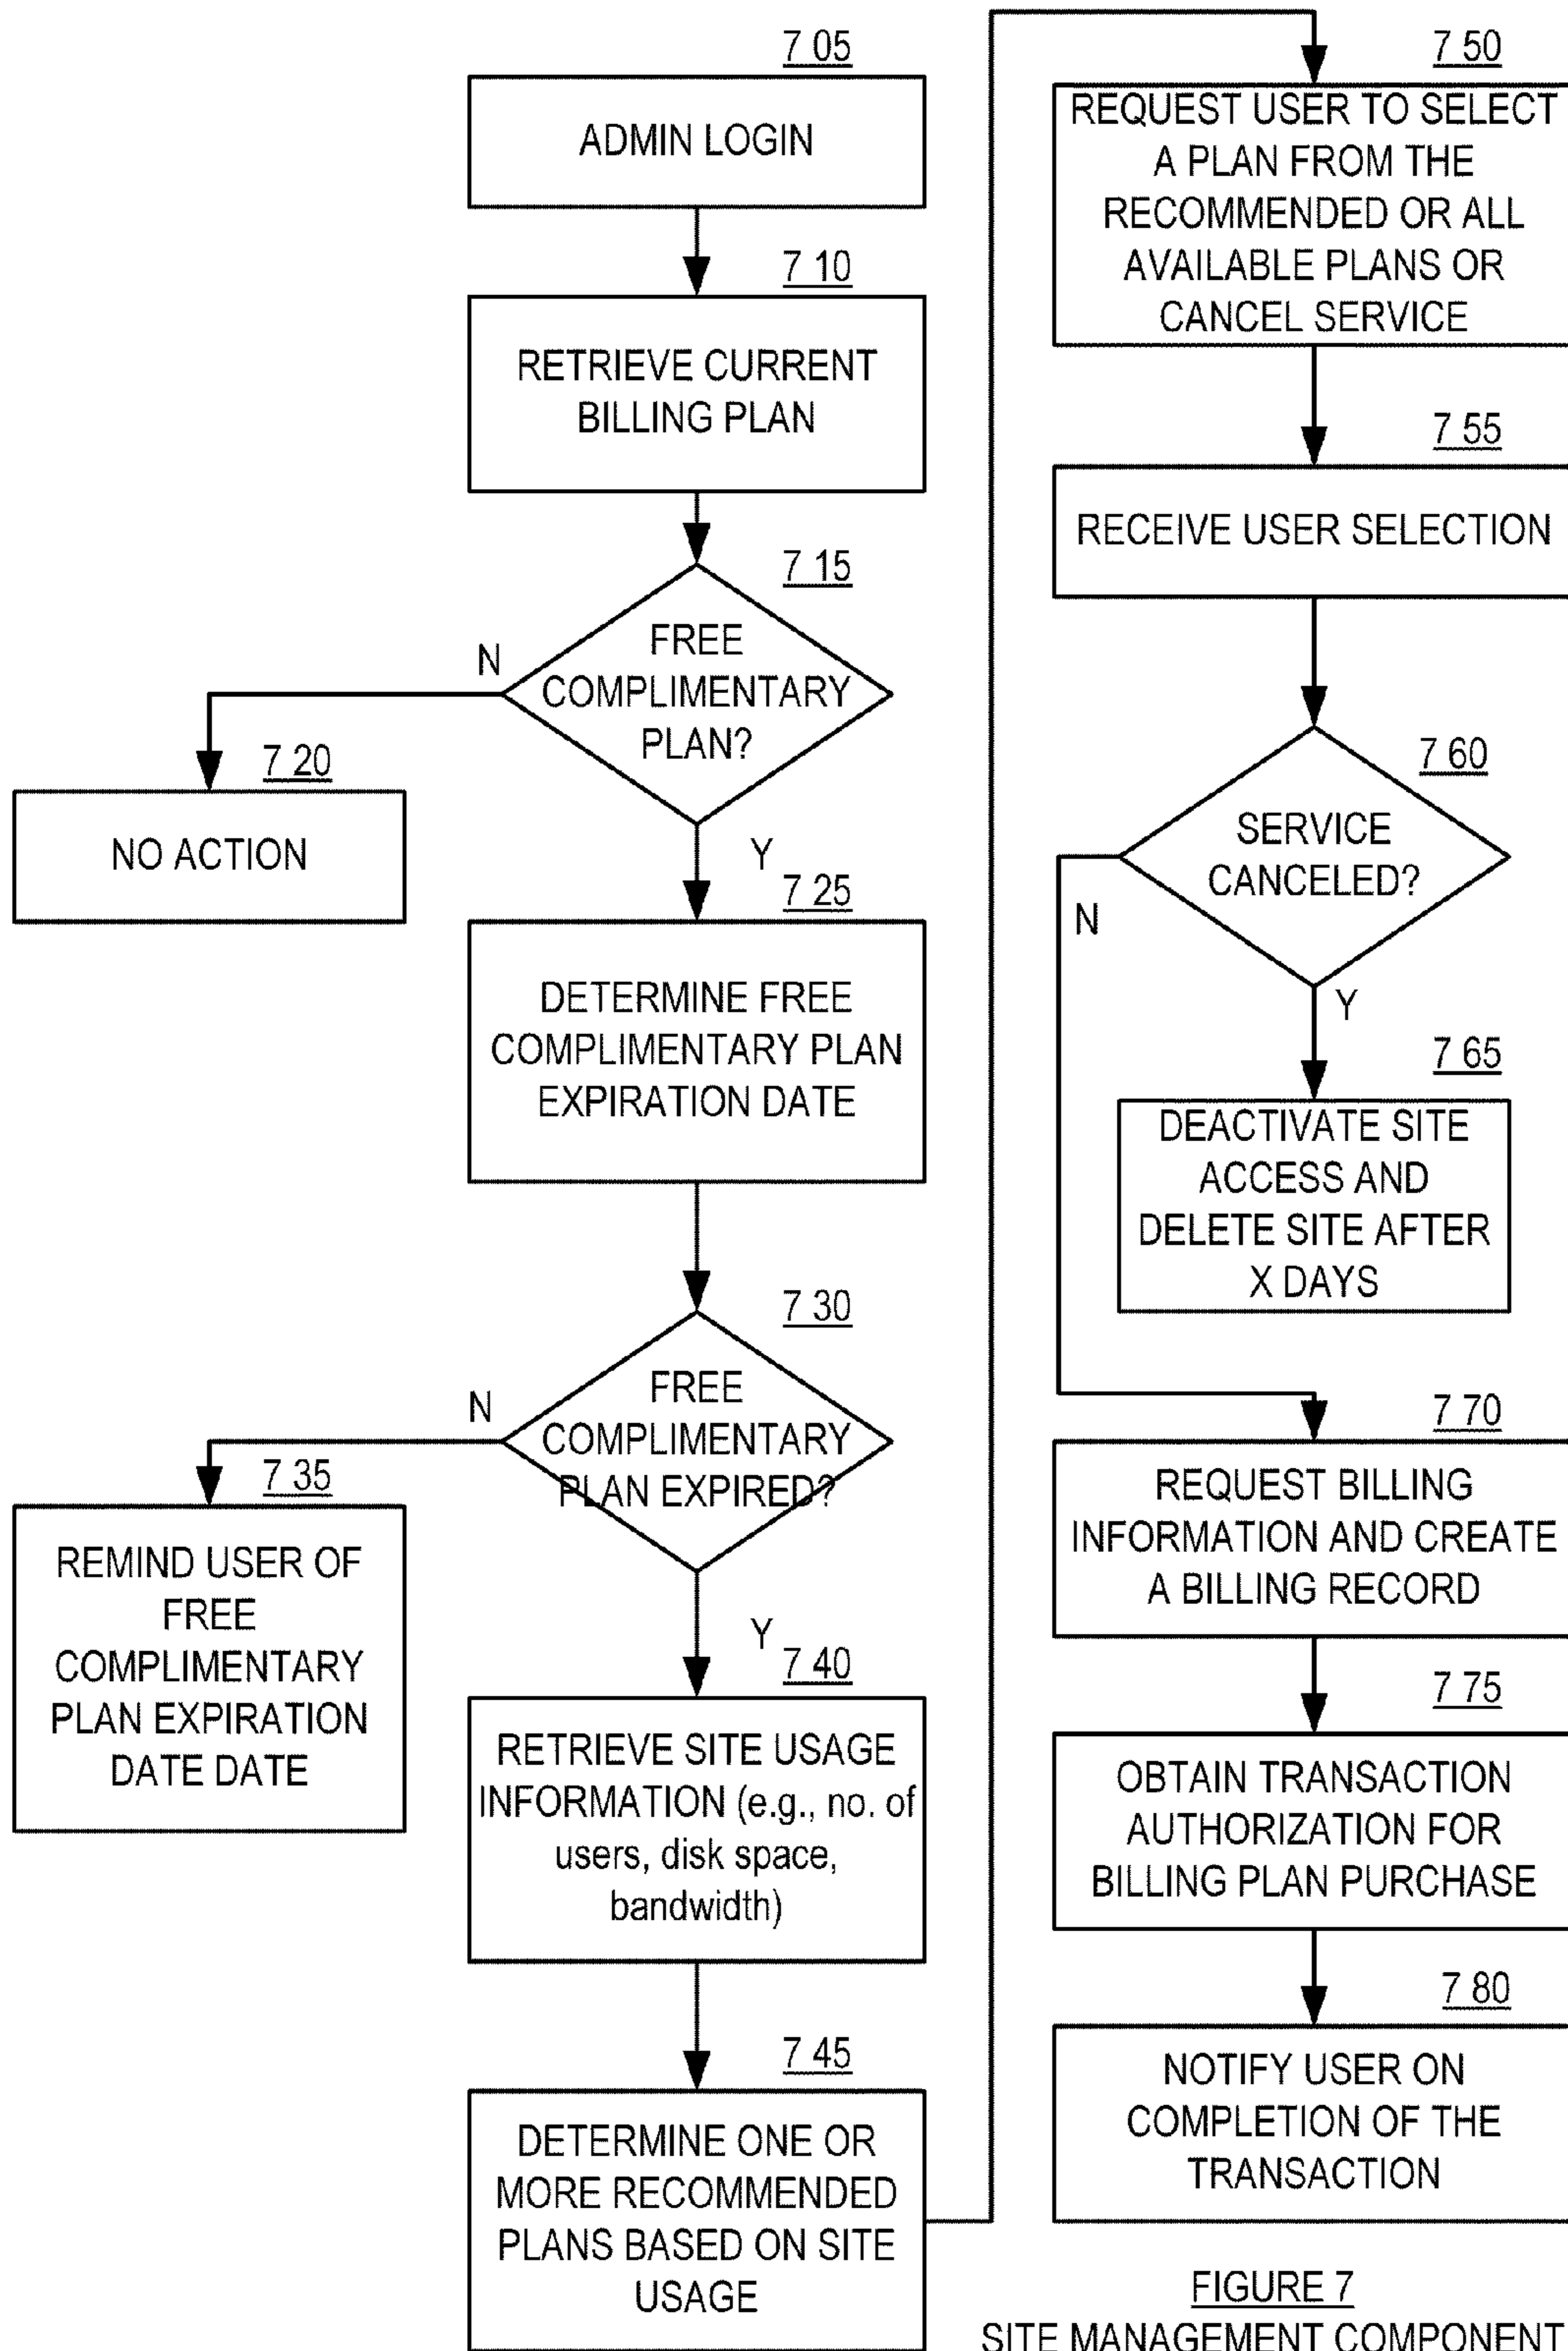 7 05
ADMIN LOGIN
7 10
RETRIEVE CURRENT
BILLING PLAN
7 15
FREE
COMPLIMENTARY
PLAN?
N
7 20
NO ACTION
Y
7 25
DETERMINE FREE
COMPLIMENTARY PLAN
EXPIRATION DATE
7 30
FREE
COMPLIMENTARY
PLAN EXPIRED?
N
7 35
REMIND USER OF
FREE
COMPLIMENTARY
PLAN EXPIRATION
DATE DATE
Y
7 40
RETRIEVE SITE USAGE
INFORMATION (e.g., no. of
users, disk space,
bandwidth)
7 45
DETERMINE ONE OR
MORE RECOMMENDED
PLANS BASED ON SITE
USAGE
7 50
REQUEST USER TO SELECT
A PLAN FROM THE
RECOMMENDED OR ALL
AVAILABLE PLANS OR
CANCEL SERVICE
7 55
RECEIVE USER SELECTION
7 60
SERVICE
CANCELED?
N
Y
7 65
DEACTIVATE SITE
ACCESS AND
DELETE SITE AFTER
X DAYS
7 70
REQUEST BILLING
INFORMATION AND CREATE
A BILLING RECORD
7 75
OBTAIN TRANSACTION
AUTHORIZATION FOR
BILLING PLAN PURCHASE
7 80
NOTIFY USER ON
COMPLETION OF THE
TRANSACTION
FIGURE 7
SITE MANAGEMENT COMPONENT